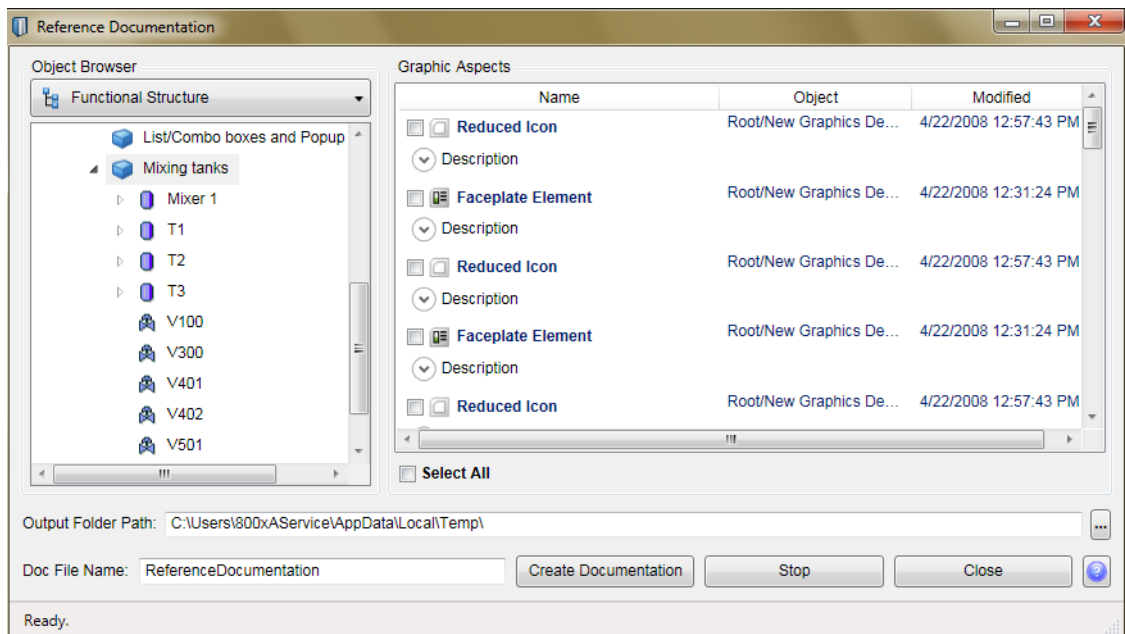 Reference Documentation
Object Browser
Functional Structure
List/Combo boxes and Popup
Mixing tanks
Mixer 1
T1
T2
T3
V100
V300
V401
V402
V501
Graphic Aspects
Name Object Modified
Reduced Icon Root/New Graphics De... 4/22/2008 12:57:43 PM
Description
Faceplate Element Root/New Graphics De... 4/22/2008 12:31:24 PM
Description
Reduced Icon Root/New Graphics De... 4/22/2008 12:57:43 PM
Description
Faceplate Element Root/New Graphics De... 4/22/2008 12:31:24 PM
Description
Reduced Icon Root/New Graphics De... 4/22/2008 12:57:43 PM
Select All
Output Folder Path: C:\Users\800xAService\AppData\Local\Temp\ ...
Doc File Name: ReferenceDocumentation Create Documentation Stop Close ?
Ready.